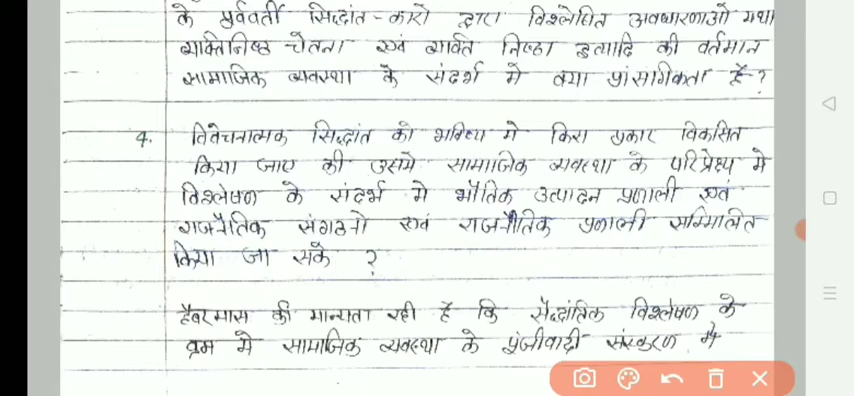 के पूर्ववर्ती सिद्धांत-कारो द्वारा विश्लेषित अवधारणाओ यथा
व्यक्तिनिष्ठ चेतना एवं व्यक्ति निष्ठा इत्यादि की वर्तमान
सामाजिक व्यवस्था के संदर्भ मे क्या प्रांसागिकता है?
4. विवेचनात्मक सिद्धांत को भविष्य मे किस प्रकार विकसित
किया जाए की उसमे सामाजिक व्यवस्था के परिप्रेक्ष्य मे
विश्लेषण के संदर्भ मे भौतिक उत्पादन प्रणाली एवं
राजनैतिक संगठनो एवं राजनैतिक प्रणाली सम्मिलित
किया जा सके ?
हैबरमास की मान्यता रही है कि सैद्धांतिक विश्लेषण के
क्रम मे सामाजिक व्यवस्था के पूंजीवादी संस्करण मे